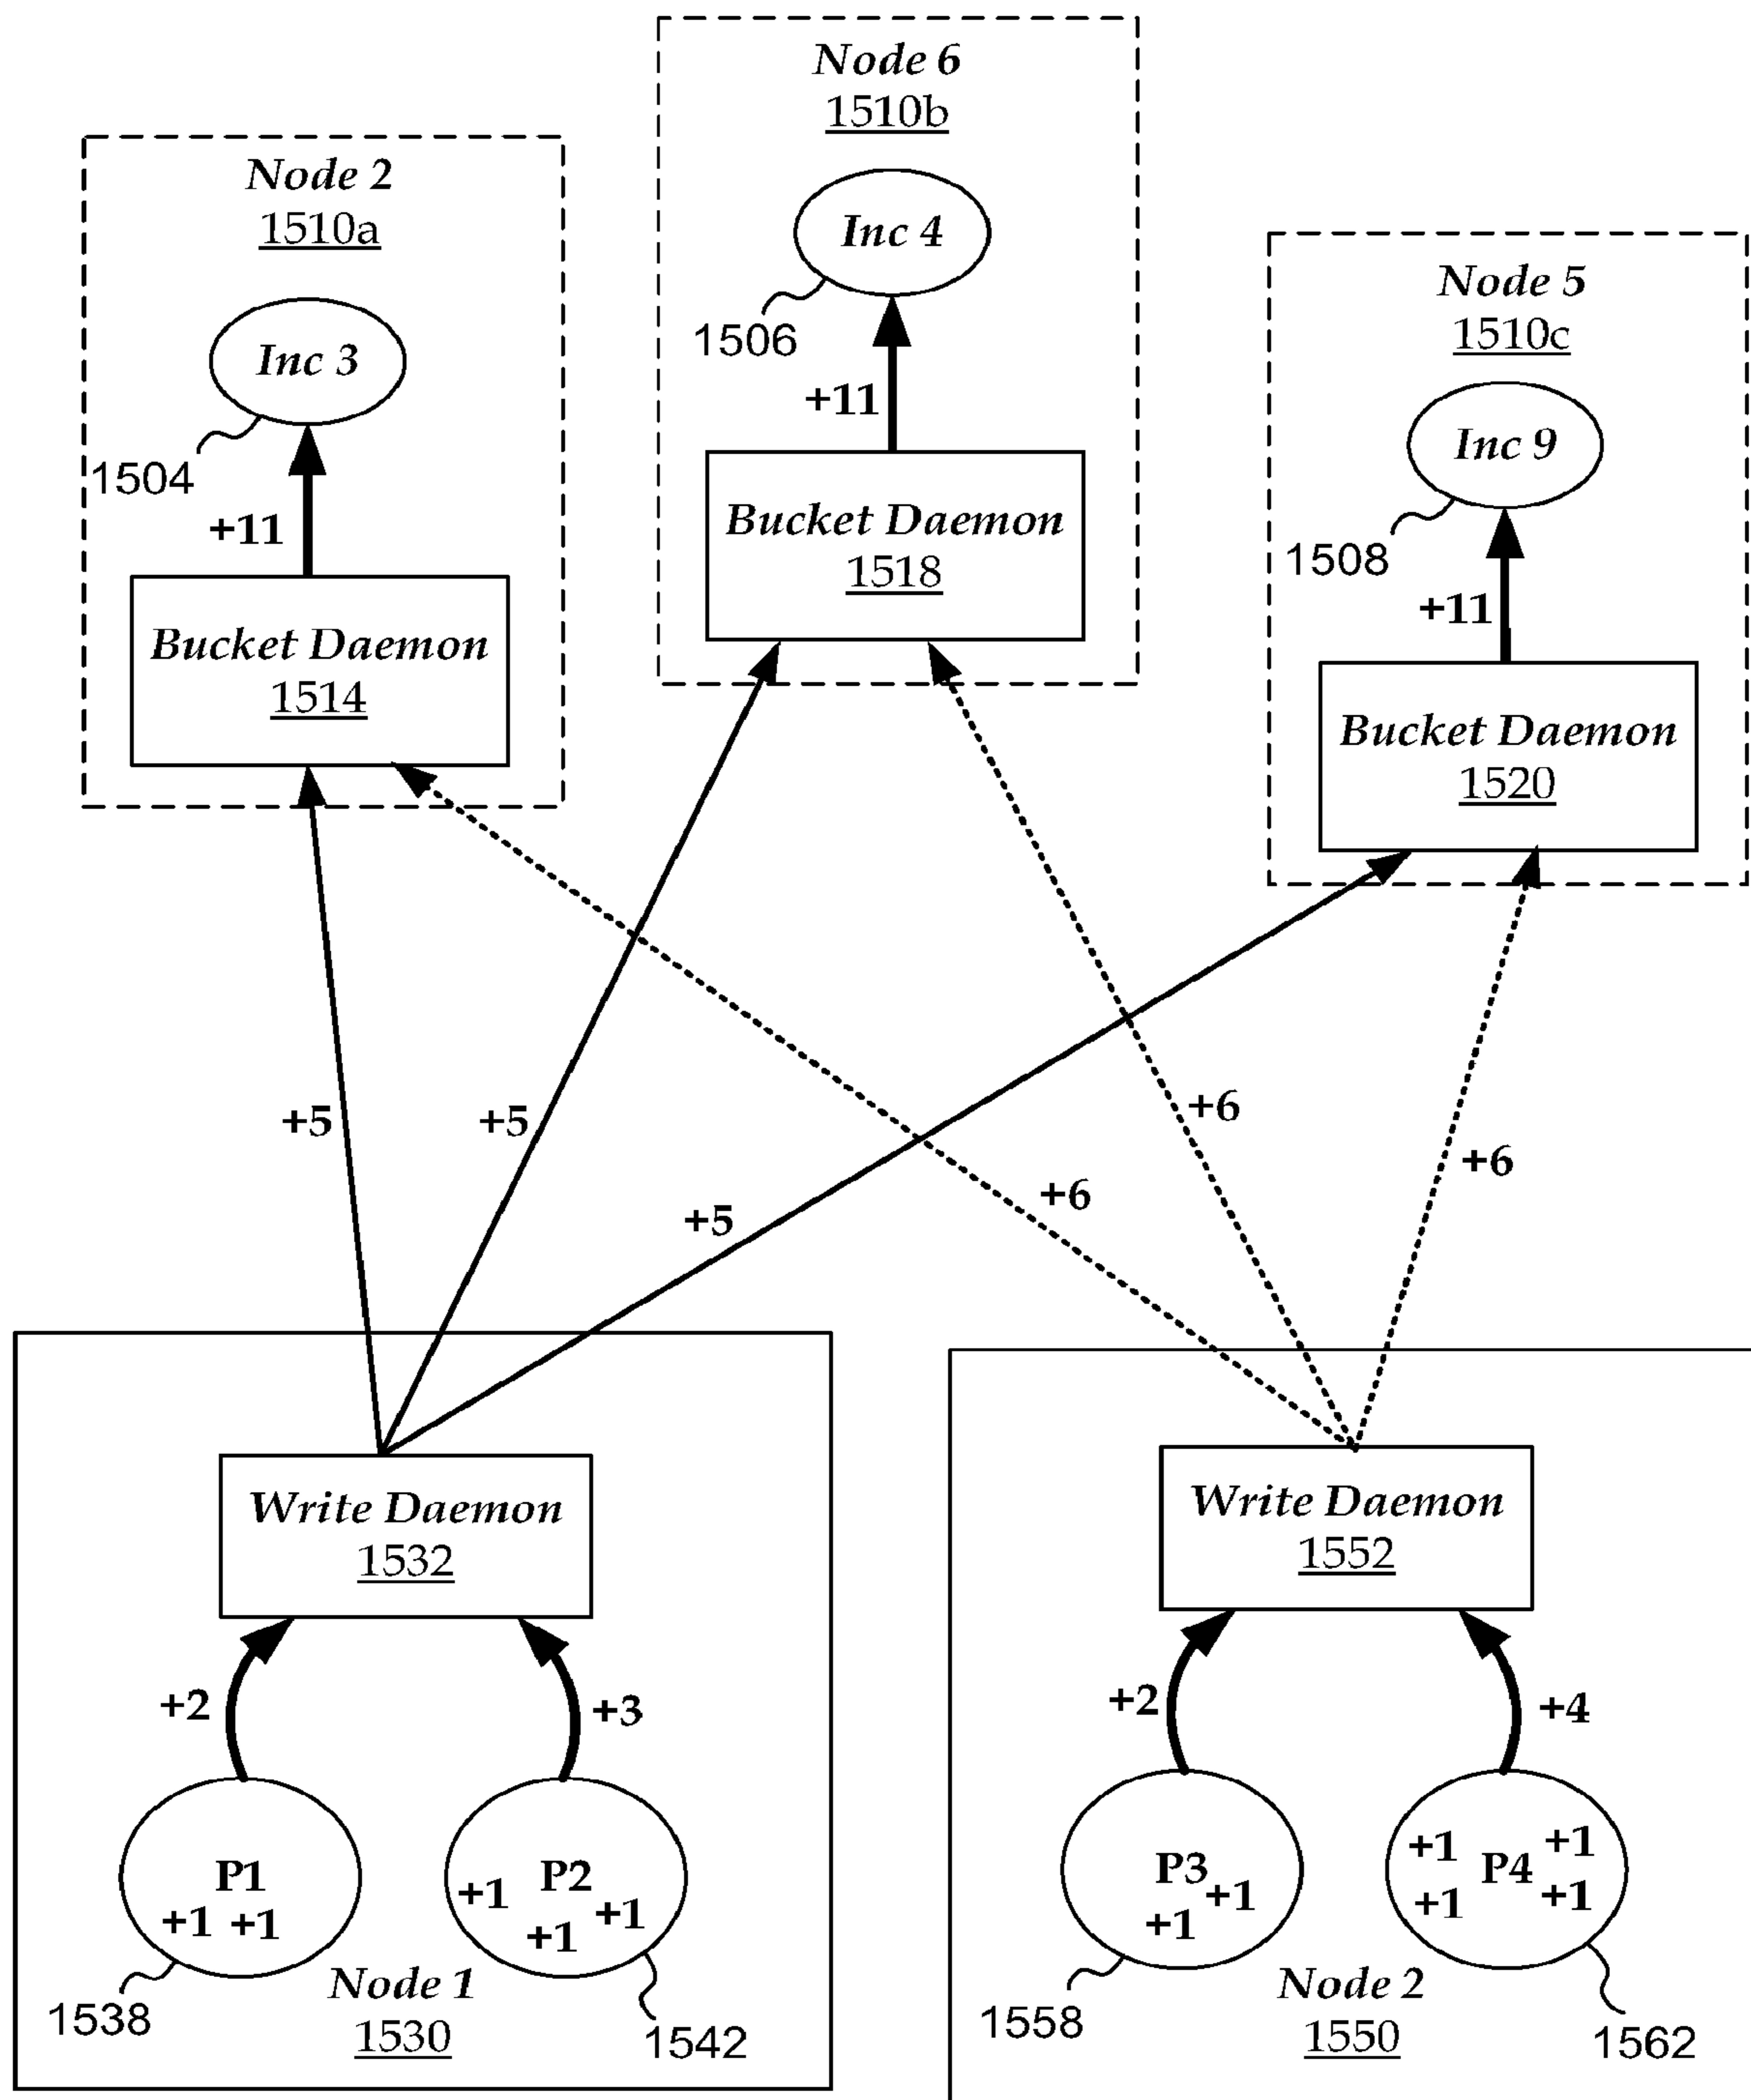 Node 6
1510b
Inc 4
1506
+11
Bucket Daemon
1518
Node 2
1510a
Inc 3
1504
+11
Bucket Daemon
1514
Node 5
1510c
Inc 9
1508
+11
Bucket Daemon
1520
+5
+5
+5
+6
+6
+6
Write Daemon
1532
+2
+3
P1
+1 +1
P2
+1
+1
+1
1538
Node 1
1530
1542
Write Daemon
1552
+2
+4
P3
+1
+1
P4
+1
+1
+1
+1
1558
Node 2
1550
1562